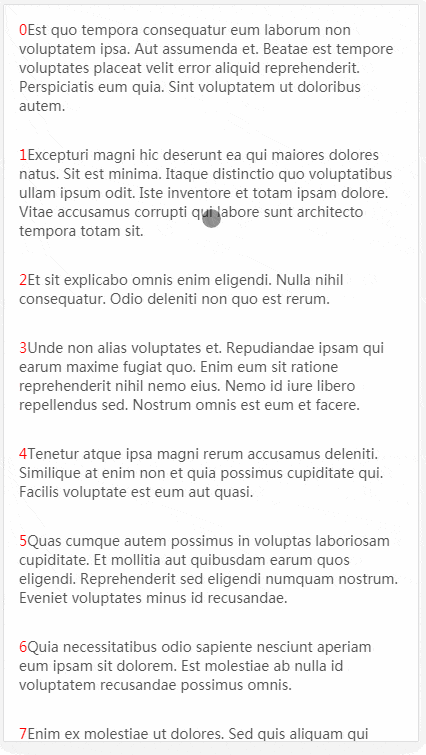 0Est quo tempora consequatur eum laborum non
voluptatem ipsa. Aut assumenda et. Beatae est tempore
voluptates placeat velit error aliquid reprehenderit.
Perspiciatis eum quia. Sint voluptatem ut doloribus
autem.
1Excepturi magni hic deserunt ea qui maiores dolores
natus. Sit est minima. Itaque distinctio quo voluptatibus
ullam ipsum odit. Iste inventore et totam ipsam dolore.
Vitae accusamus corrupti qui labore sunt architecto
tempora totam sit.
2Et sit explicabo omnis enim eligendi. Nulla nihil
consequatur. Odio deleniti non quo est rerum.
3Unde non alias voluptates et. Repudiandae ipsam qui
earum maxime fugiat quo. Enim eum sit ratione
reprehenderit nihil nemo eius. Nemo id iure libero
repellendus sed. Nostrum omnis est eum et facere.
4Tenetur atque ipsa magni rerum accusamus deleniti.
Similique at enim non et quia possimus cupiditate qui.
Facilis voluptate est eum aut quasi.
5Quas cumque autem possimus in voluptas laboriosam
cupiditate. Et mollitia aut quibusdam earum quos
eligendi. Reprehenderit sed eligendi numquam nostrum.
Eveniet voluptates minus id recusandae.
6Quia necessitatibus odio sapiente nesciunt aperiam
eum ipsam sit dolorem. Est molestiae ab nulla id
voluptatem recusandae possimus omnis.
7Enim ex molestiae ut dolores. Sed quis aliquam qui